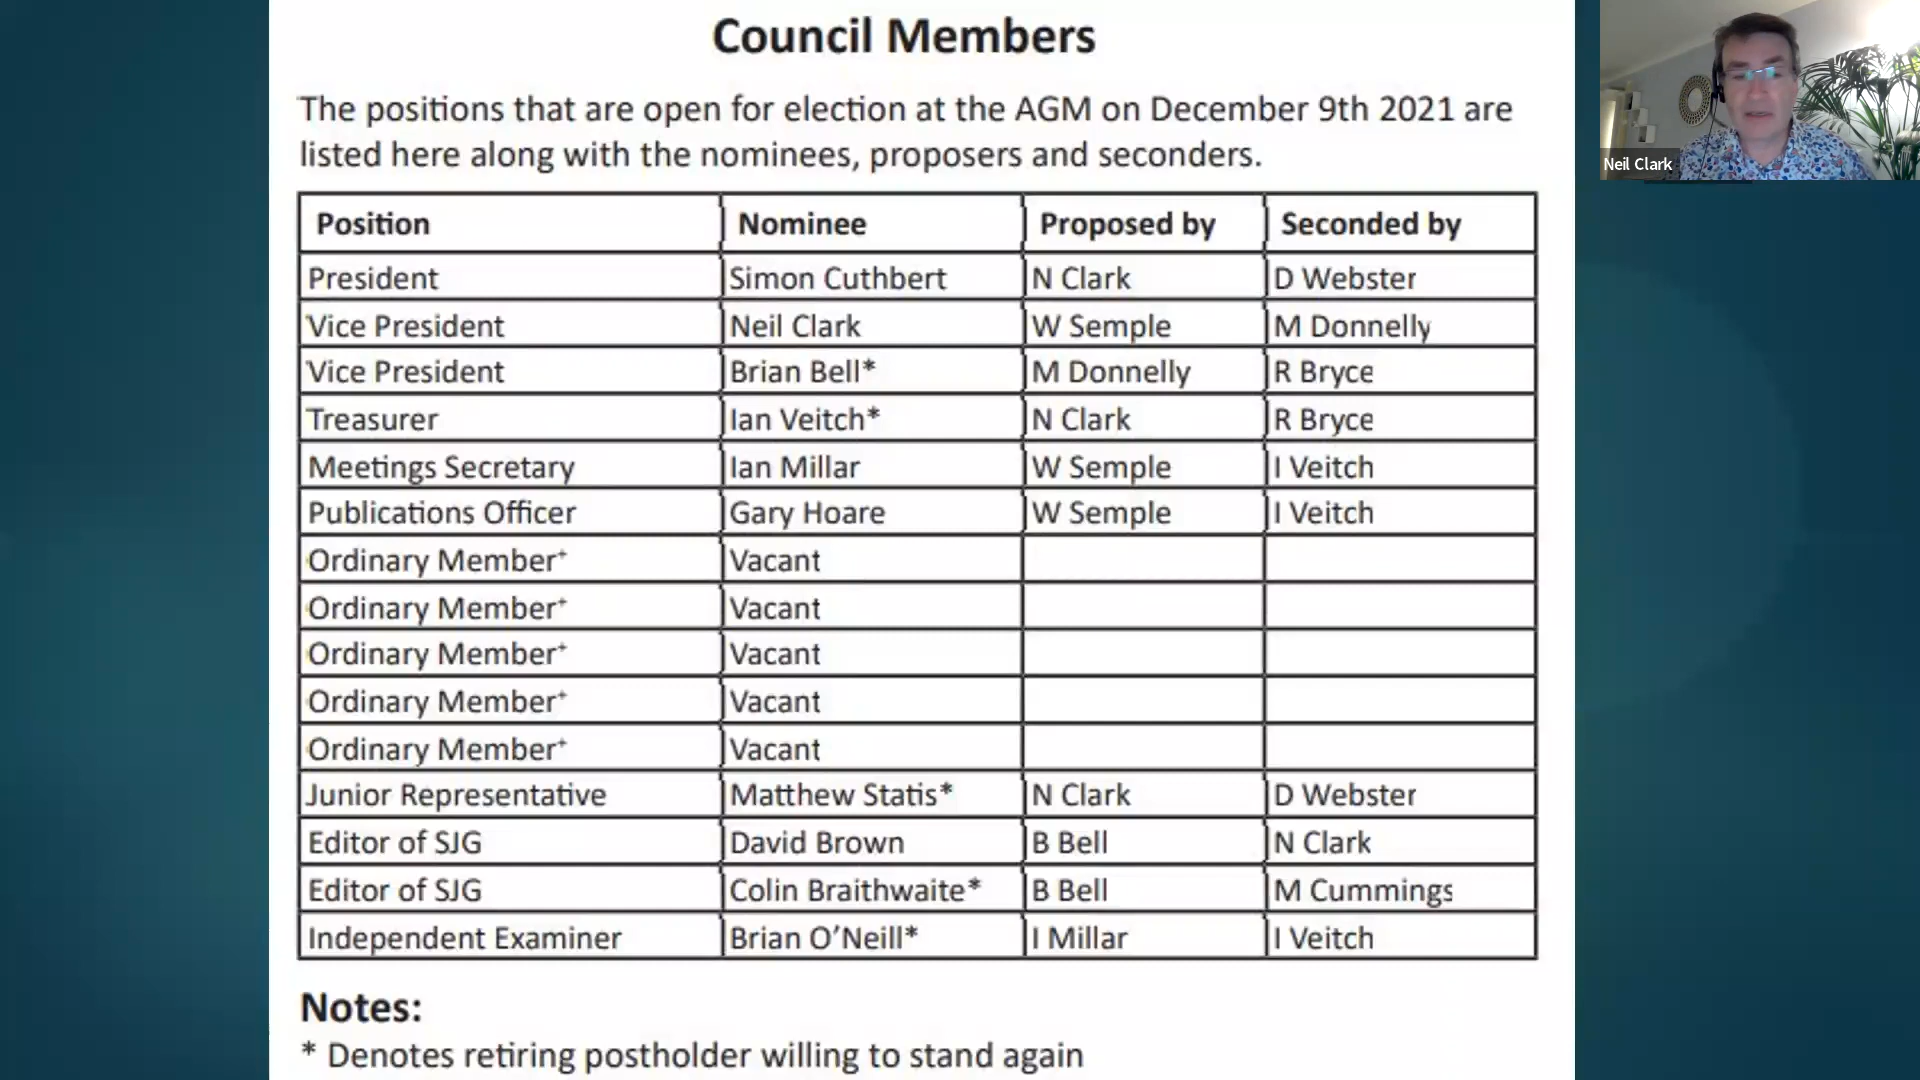 Council Members
The positions that are open for election at the AGM on December 9th 2021 are
listed here along with the nominees, proposers and seconders.
Position Nominee Proposed by Seconded by
President Simon Cuthbert N Clark D Webster
Vice President Neil Clark W Semple M Donnelly
Vice President Brian Bell* M Donnelly R Bryce
Treasurer Ian Veitch* N Clark R Bryce
Meetings Secretary Ian Millar W Semple I Veitch
Publications Officer Gary Hoare W Semple I Veitch
Ordinary Member+ Vacant
Ordinary Member+ Vacant
Ordinary Member+ Vacant
Ordinary Member+ Vacant
Ordinary Member+ Vacant
Junior Representative Matthew Statis* N Clark D Webster
Editor of SJG David Brown B Bell N Clark
Editor of SJG Colin Braithwaite* B Bell M Cummings
Independent Examiner Brian O’Neill* I Millar I Veitch
Notes:
* Denotes retiring postholder willing to stand again
Neil Clark